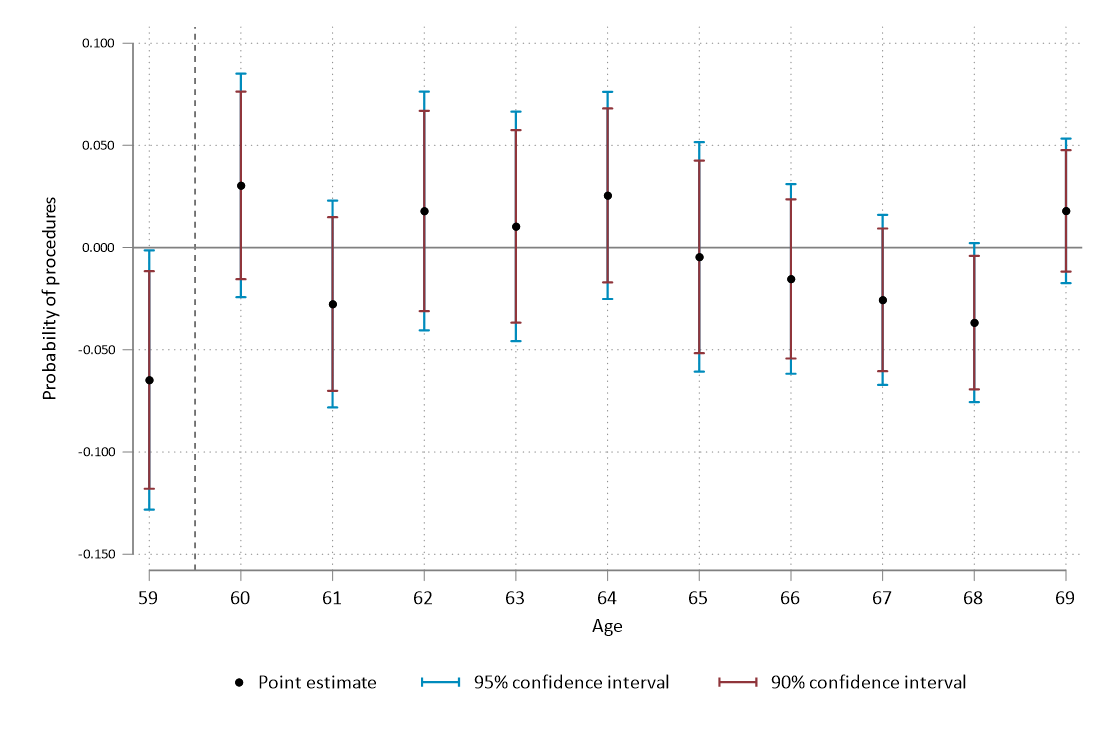 0.100
0.050
0.000
-0.050
-0.100
-0.150
Probability of procedures
59 60 61 62 63 64 65 66 67 68 69
Age
Point estimate 95% confidence interval 90% confidence interval